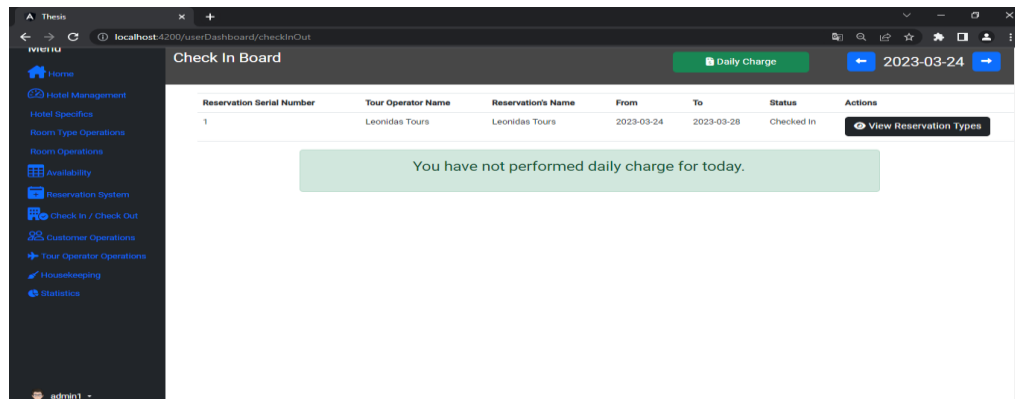 Thesis
localhost:4200/userDashboard/checkInOut
Menu
Home
Hotel Management
Hotel Specifics
Room Type Operations
Room Operations
Availability
Reservation System
Check In / Check Out
Customer Operations
Tour Operator Operations
Housekeeping
Statistics
admin1
Check In Board
Daily Charge
2023-03-24
Reservation Serial Number Tour Operator Name Reservation's Name From To Status Actions
1 Leonidas Tours Leonidas Tours 2023-03-24 2023-03-28 Checked In View Reservation Types
You have not performed daily charge for today.